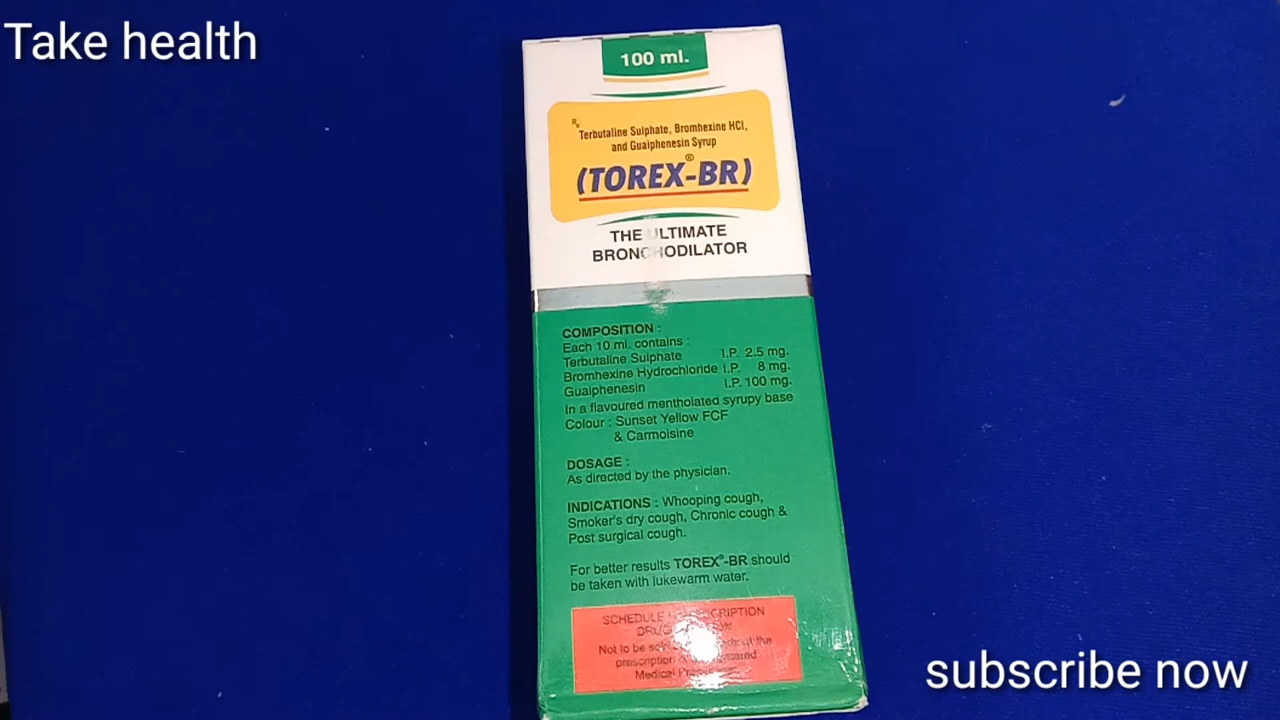 Take health
100 ml.
Rx
Terbutaline Sulphate, Bromhexine HCl,
and Guaiphenesin Syrup
(TOREX®-BR)
THE ULTIMATE
BRONCHODILATOR
COMPOSITION :
Each 10 ml. contains :
Terbutaline Sulphate I.P. 2.5 mg.
Bromhexine Hydrochloride I.P. 8 mg.
Guaiphenesin I.P. 100 mg.
In a flavoured mentholated syrupy base
Colour : Sunset Yellow FCF
& Carmoisine
DOSAGE :
As directed by the physician.
INDICATIONS : Whooping cough,
Smoker's dry cough, Chronic cough &
Post surgical cough.
For better results TOREX®-BR should
be taken with lukewarm water.
SCHEDULE PRESCRIPTION
Not to be the
prescription
Medical
subscribe now